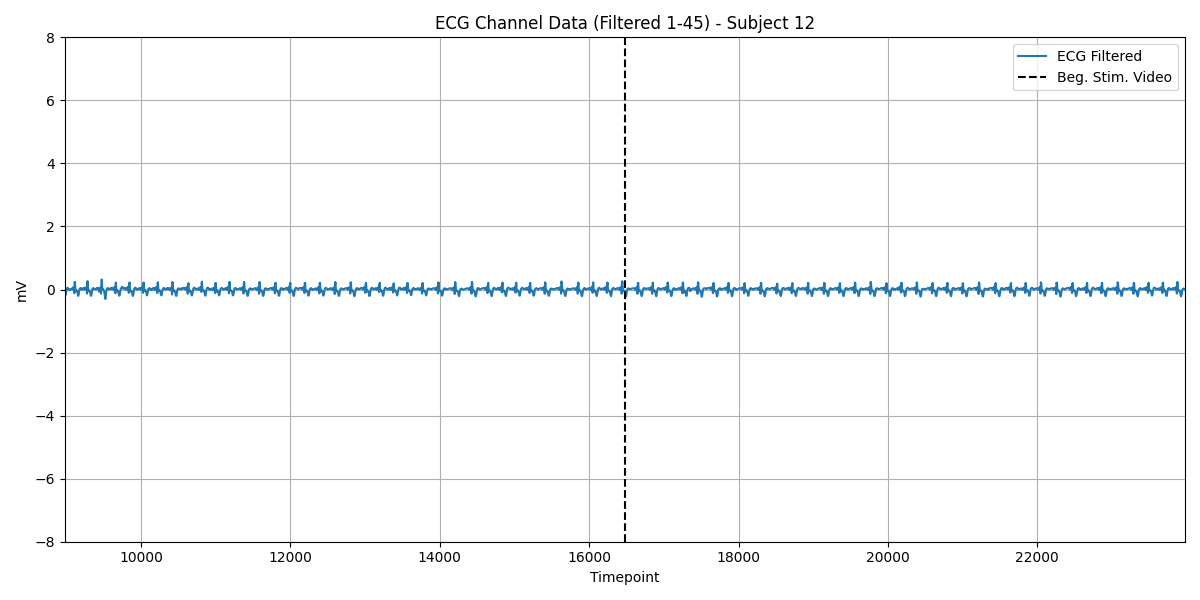 ECG Channel Data (Filtered 1-45) - Subject 12
ECG Filtered
Beg. Stim. Video
mV
8
6
4
2
0
−2
−4
−6
−8
10000 12000 14000 16000 18000 20000 22000
Timepoint